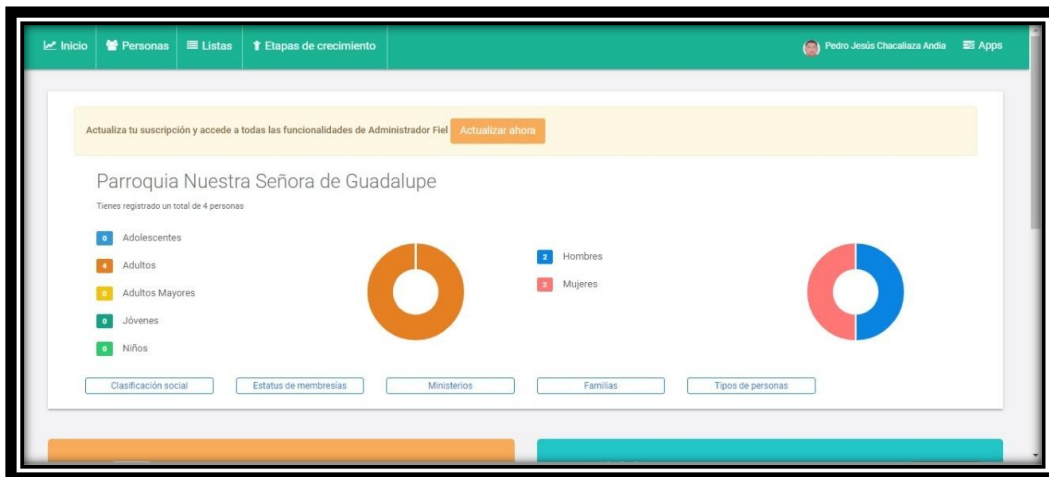 Inicio
Personas
Listas
Etapas de crecimiento
Pedro Jesús Chacaliaza Andia
Apps
Actualiza tu suscripción y accede a todas las funcionalidades de Administrador Fiel
Actualizar ahora
Parroquia Nuestra Señora de Guadalupe
Tienes registrado un total de 4 personas
0 Adolescentes
4 Adultos
0 Adultos Mayores
0 Jóvenes
0 Niños
2 Hombres
2 Mujeres
Clasificación social
Estatus de membresías
Ministerios
Familias
Tipos de personas